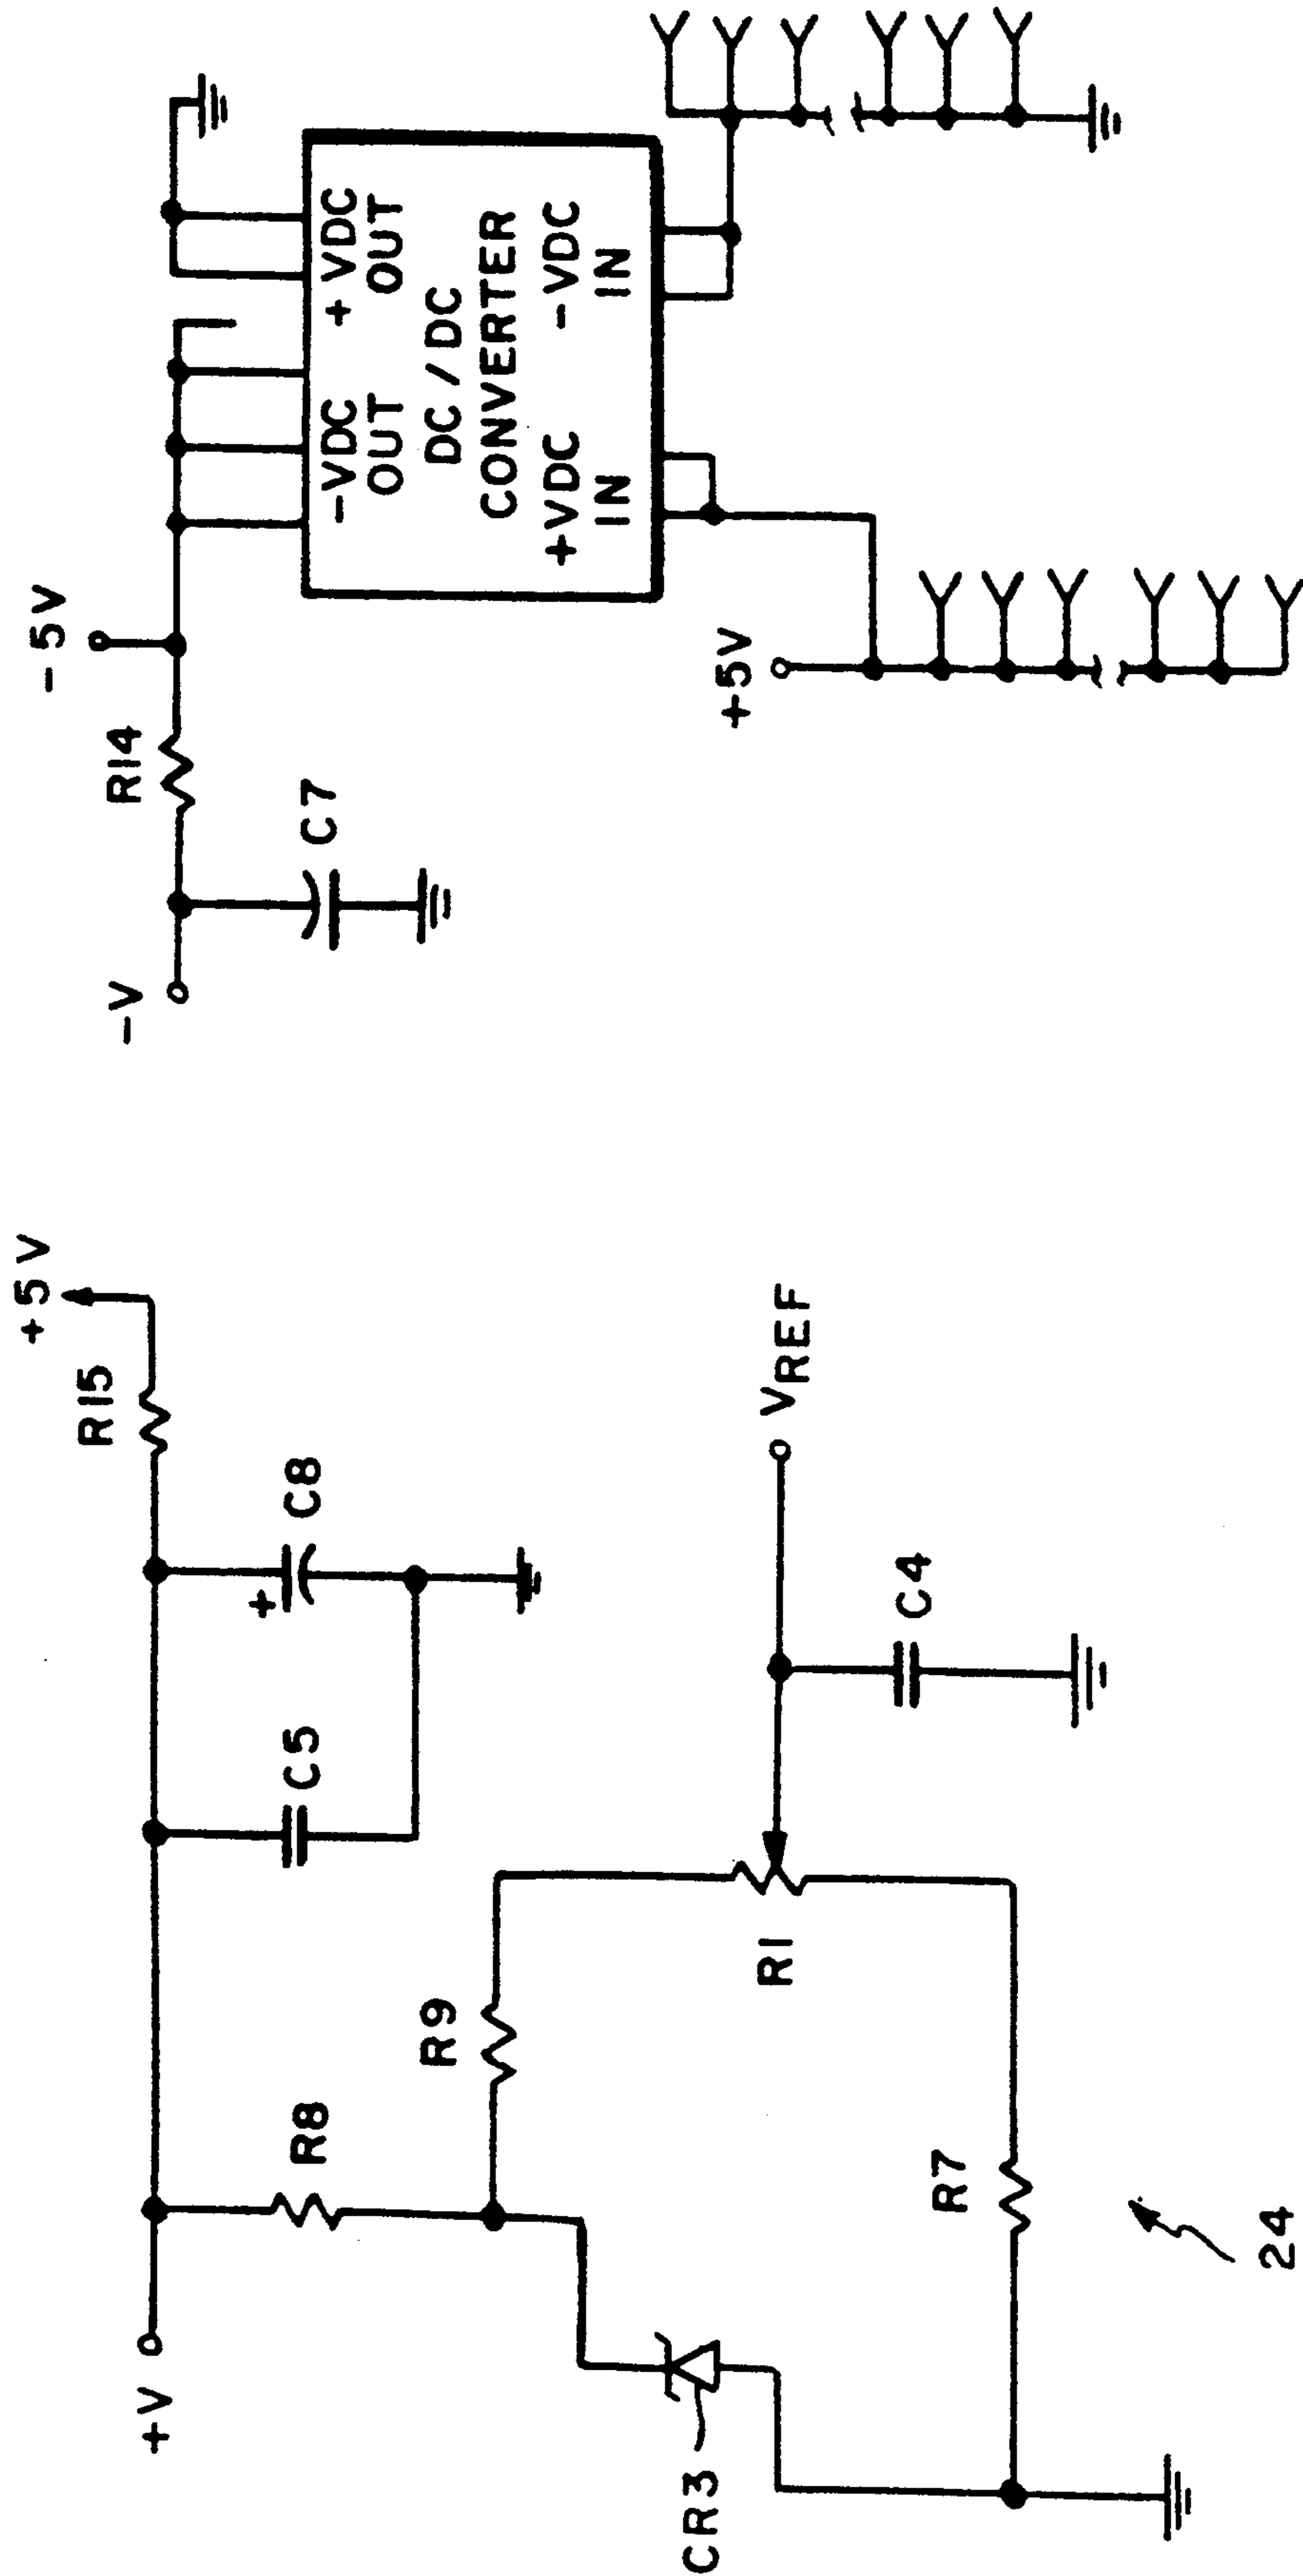 +5V
R15
+V
C5
C8
R8
R9
R1
VREF
C4
CR3
R7
24
-5V
R14
-V
C7
-VDC
OUT
+VDC
OUT
DC/DC
CONVERTER
+VDC
IN
-VDC
IN
+5V